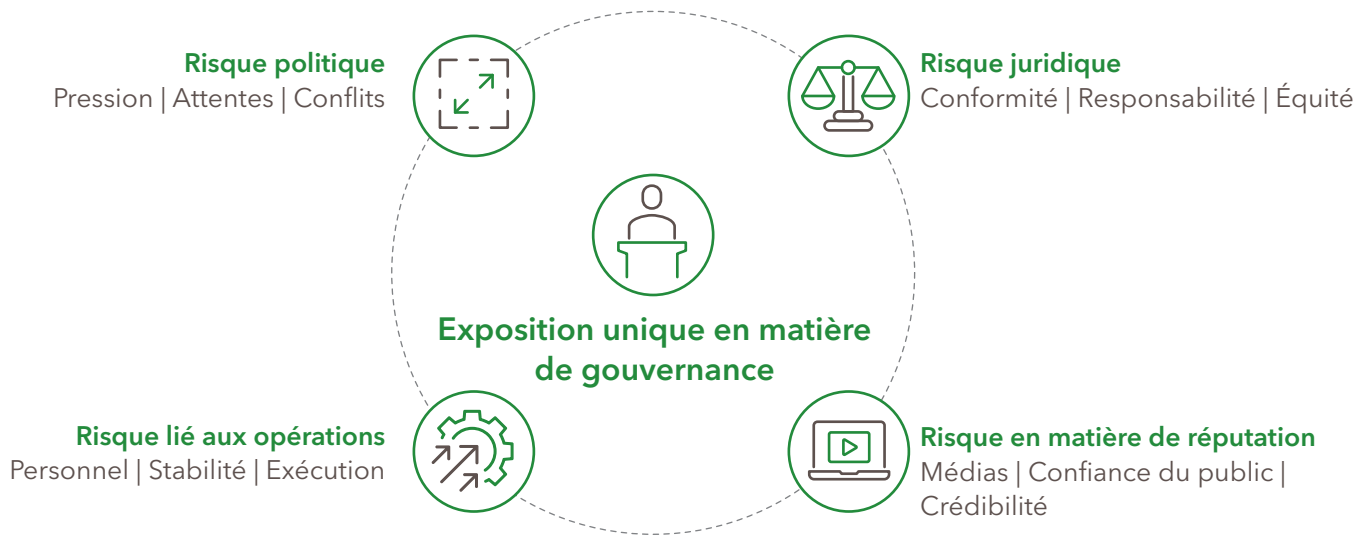 Risque politique
Pression | Attentes | Conflits
Risque juridique
Conformité | Responsabilité | Équité
Exposition unique en matière
de gouvernance
Risque lié aux opérations
Personnel | Stabilité | Exécution
Risque en matière de réputation
Médias | Confiance du public |
Crédibilité